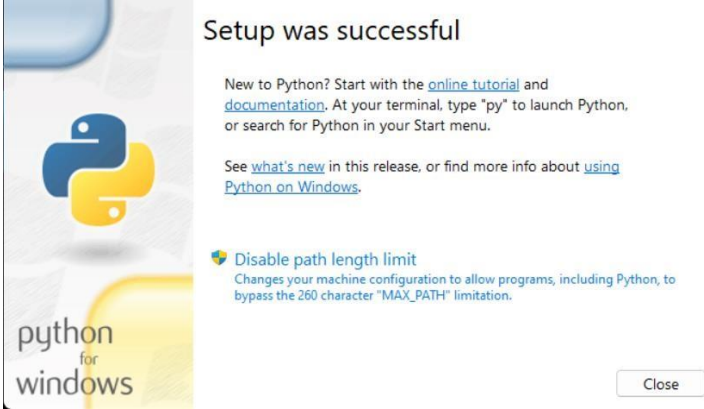 Setup was successful
New to Python? Start with the online tutorial and
documentation. At your terminal, type "py" to launch Python,
or search for Python in your Start menu.
See what's new in this release, or find more info about using
Python on Windows.
Disable path length limit
Changes your machine configuration to allow programs, including Python, to
bypass the 260 character "MAX_PATH" limitation.
python
for
windows
Close